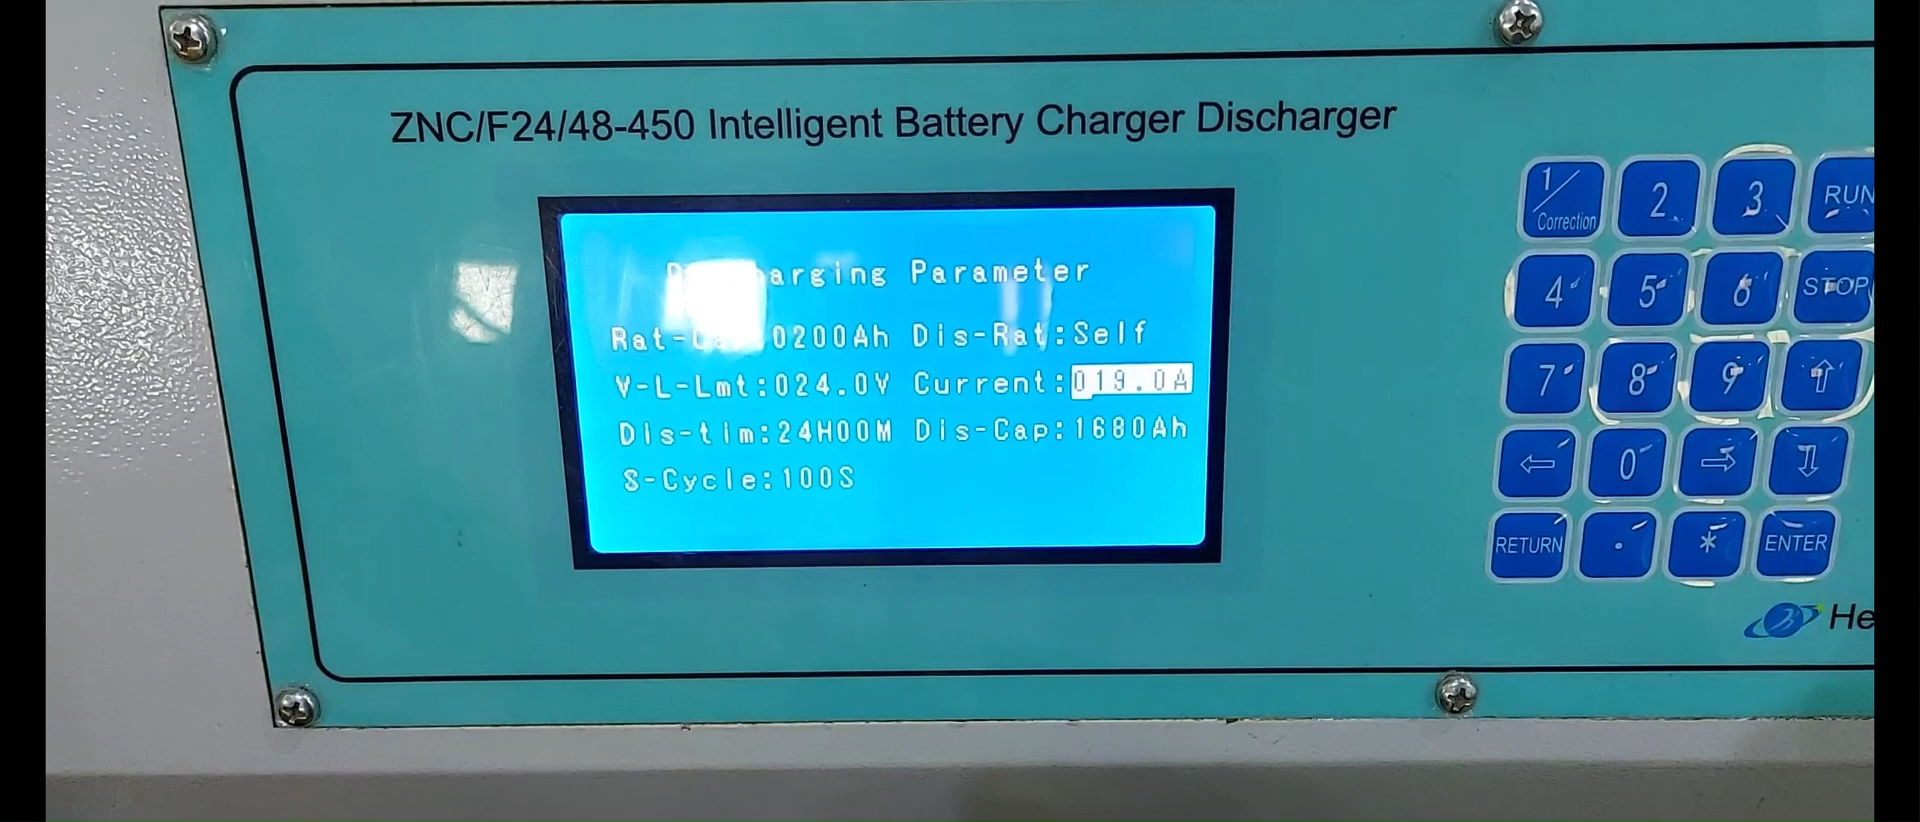 ZNC/F24/48-450 Intelligent Battery Charger Discharger
arging Parameter
Rat- 0200Ah Dis-Rat:Self
V-L-Lmt:024.0V Current:019.0A
Dis-tim:24H00M Dis-Cap:1680Ah
S-Cycle:100S
1/Correction 2 3 RUN
4 5 6 STOP
7 8 9 ⇧
⇦ 0 ⇨ ⇩
RETURN . * ENTER
He